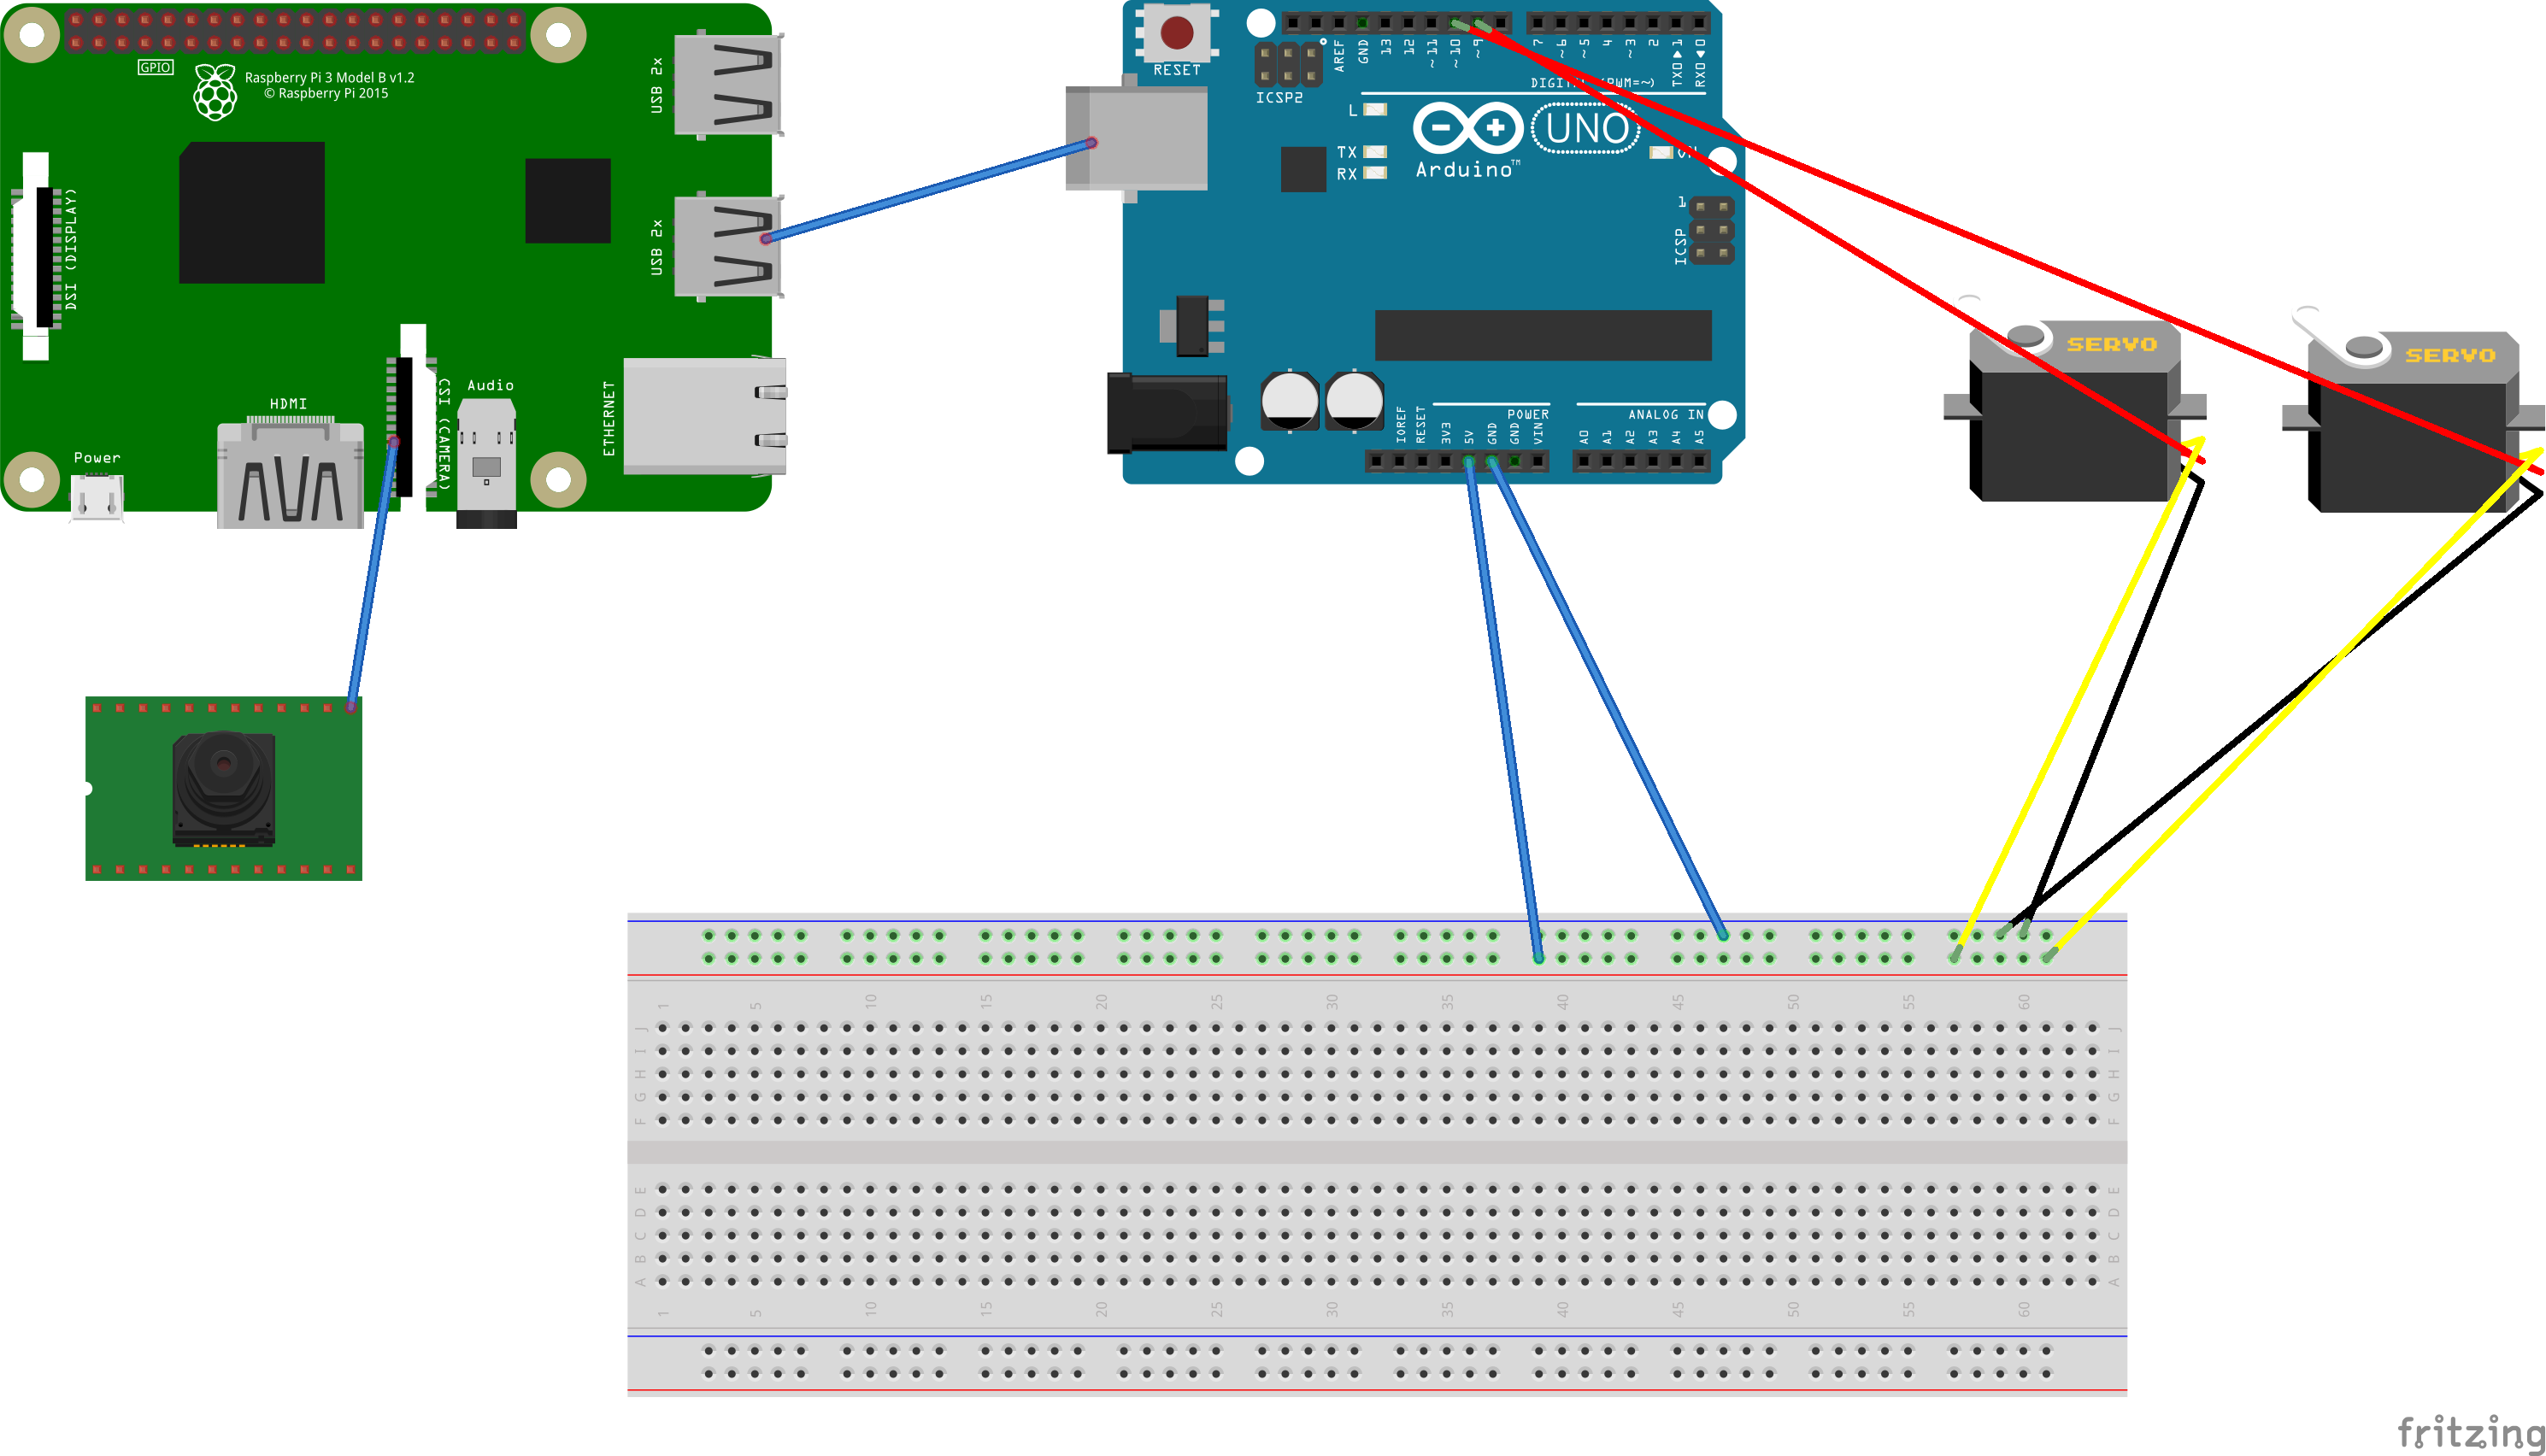 GPIO
Raspberry Pi 3 Model B v1.2
© Raspberry Pi 2015
USB 2x
USB 2x
DSI (DISPLAY)
HDMI
CSI (CAMERA)
Audio
ETHERNET
Power
RESET
ICSP2
AREF
GND
13
12
~11
~10
~9
7
~6
~5
4
~3
2
TX0▶1
RX0◀0
L
TX
RX
UNO
Arduino™
1
ICSP
IOREF
RESET
3V3
5V
GND
GND
VIN
POWER
ANALOG IN
A0
A1
A2
A3
A4
A5
SERVO
SERVO
1 5 10 15 20 25 30 35 40 45 50 55 60
J J
I I
H H
G G
F F
E E
D D
C C
B B
A A
1 5 10 15 20 25 30 35 40 45 50 55 60
fritzing